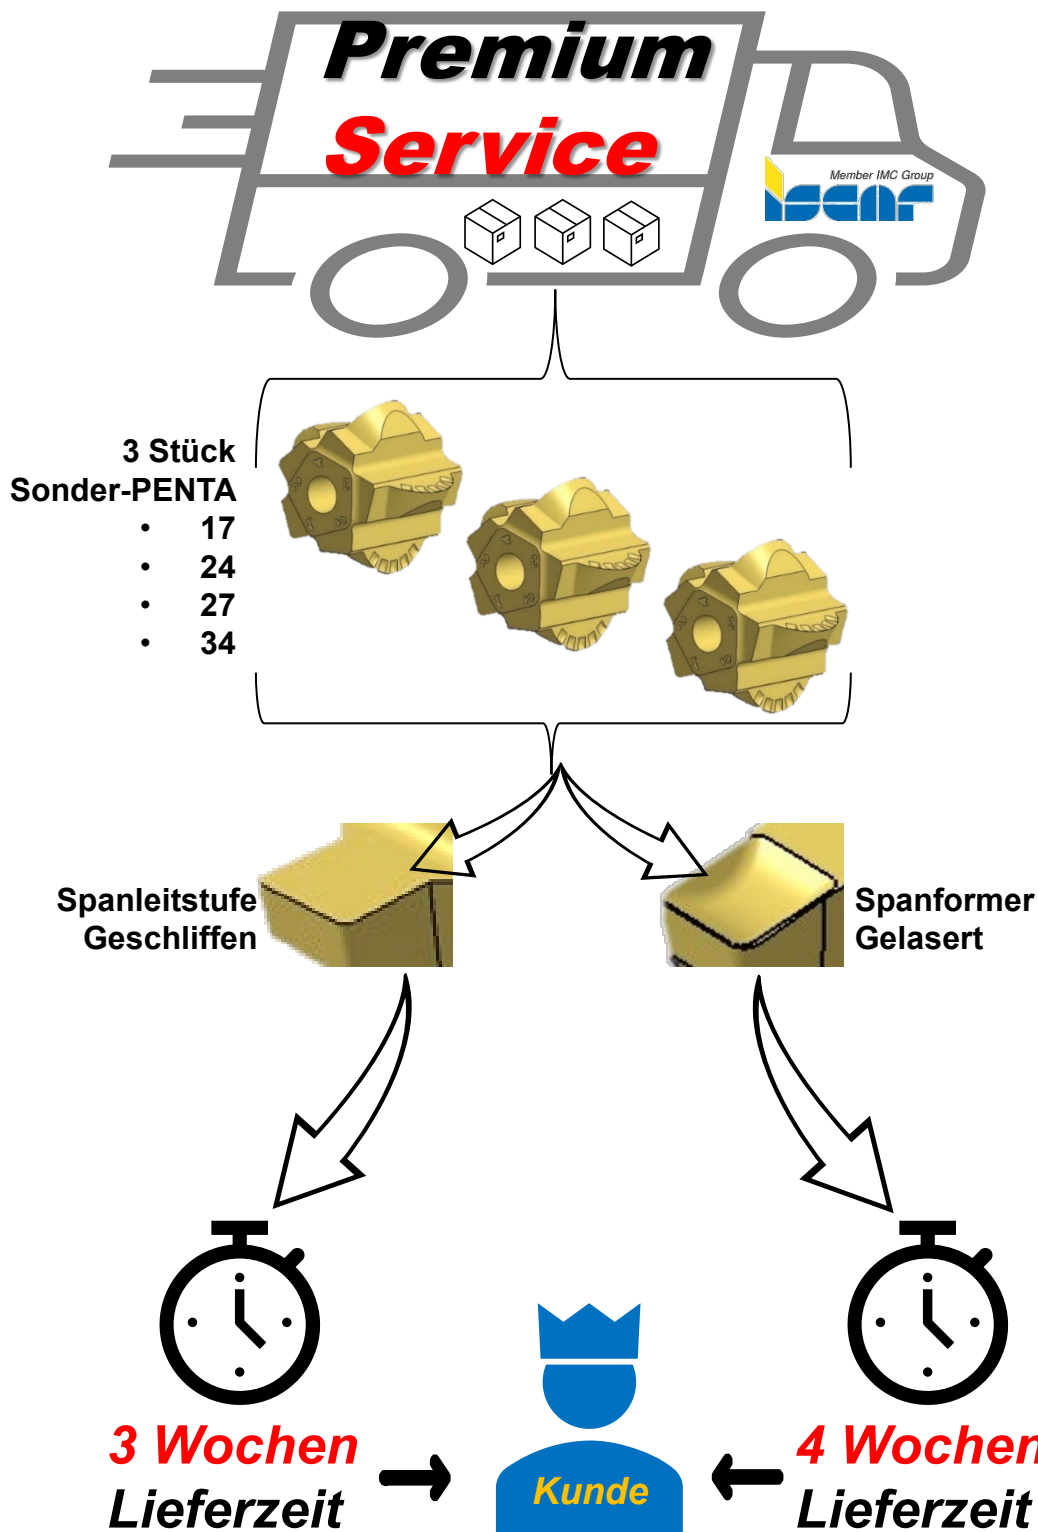 Premium
Service
Member IMC Group
iscar
3 Stück
Sonder-PENTA
• 17
• 24
• 27
• 34
Spanleitstufe
Geschliffen
Spanformer
Gelasert
3 Wochen
Lieferzeit
Kunde
4 Wochen
Lieferzeit